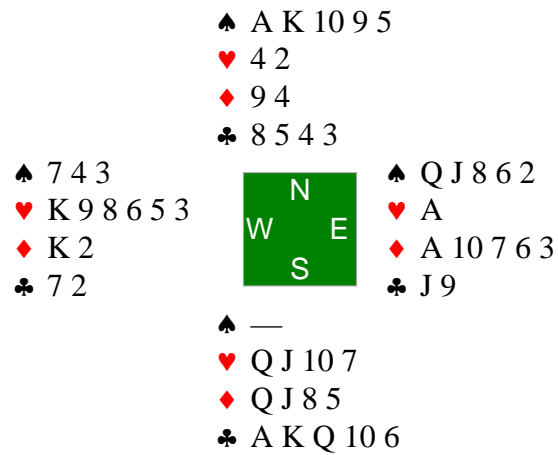 ♠ A K 10 9 5
♥ 4 2
♦ 9 4
♣ 8 5 4 3
♠ 7 4 3
♥ K 9 8 6 5 3
♦ K 2
♣ 7 2
N
W E
S
♠ Q J 8 6 2
♥ A
♦ A 10 7 6 3
♣ J 9
♠ —
♥ Q J 10 7
♦ Q J 8 5
♣ A K Q 10 6